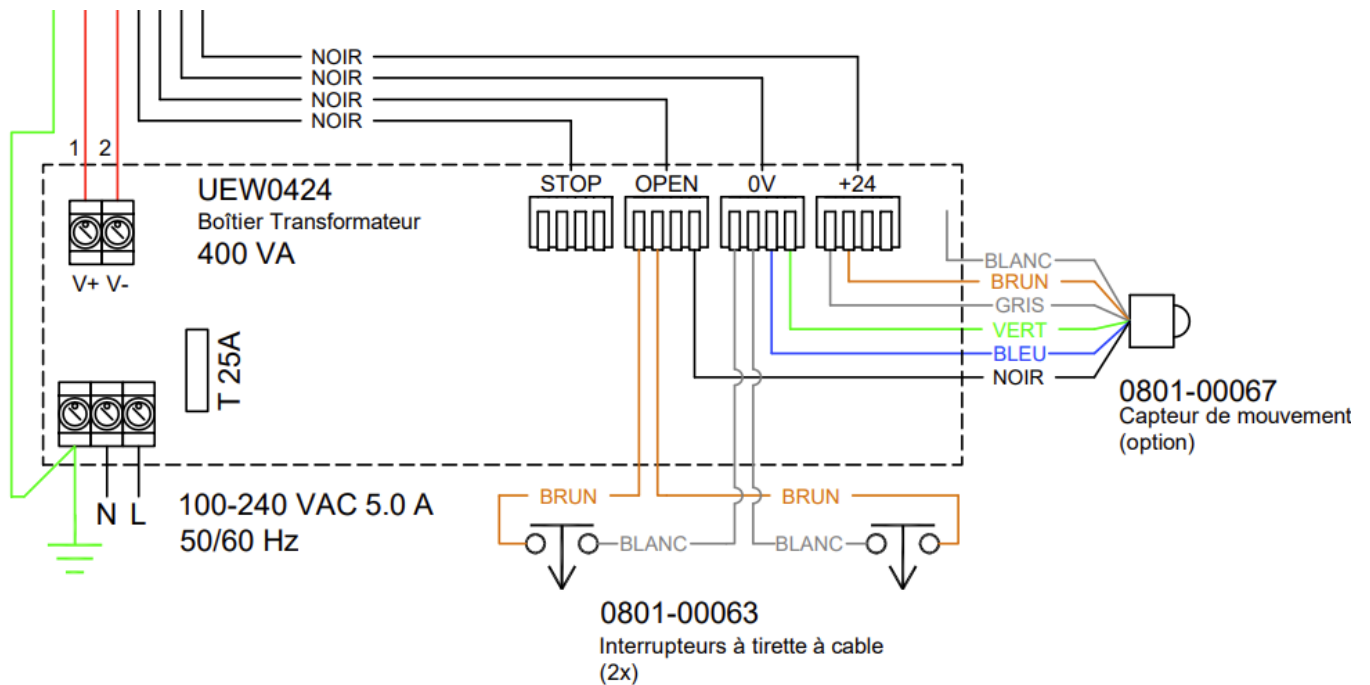 NOIR
NOIR
NOIR
NOIR
1 2
UEW0424
Boîtier Transformateur
400 VA
STOP OPEN 0V +24
V+ V-
T 25A
BLANC
BRUN
GRIS
VERT
BLEU
NOIR
0801-00067
Capteur de mouvement
(option)
N L
100-240 VAC 5.0 A
50/60 Hz
BRUN BRUN
BLANC BLANC
0801-00063
Interrupteurs à tirette à cable
(2x)